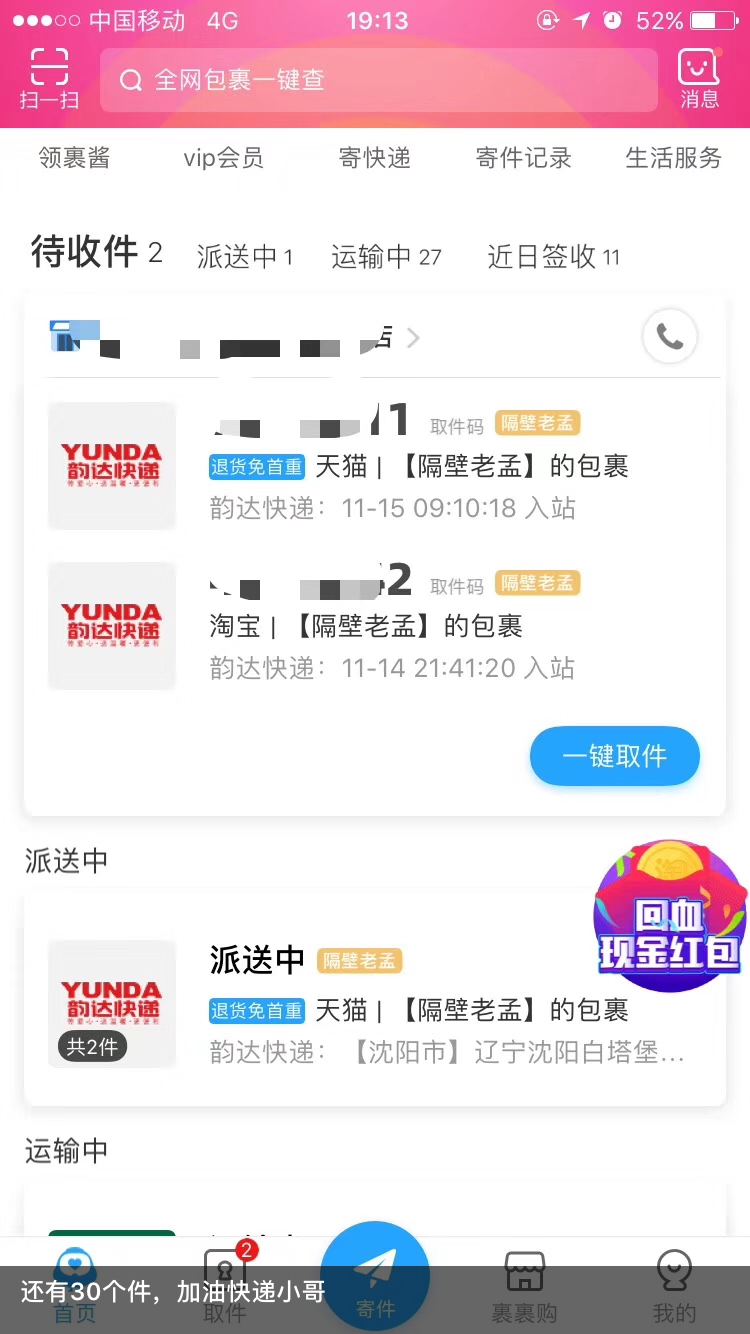 中国移动 4G 19:13 52%
扫一扫 全网包裹一键查 消息
领裹酱 vip会员 寄快递 寄件记录 生活服务
待收件 2 派送中 1 运输中 27 近日签收 11
店
1 取件码 隔壁老孟
YUNDA
韵达快递
退货免首重 天猫 | 【隔壁老孟】的包裹
韵达快递：11-15 09:10:18 入站
2 取件码 隔壁老孟
YUNDA
韵达快递
淘宝 | 【隔壁老孟】的包裹
韵达快递：11-14 21:41:20 入站
一键取件
派送中
回血
现金红包
派送中 隔壁老孟
YUNDA
韵达快递
共2件
退货免首重 天猫 | 【隔壁老孟】的包裹
韵达快递：【沈阳市】辽宁沈阳白塔堡...
运输中
2
还有30个件，加油快递小哥
首页 取件 寄件 裹裹购 我的